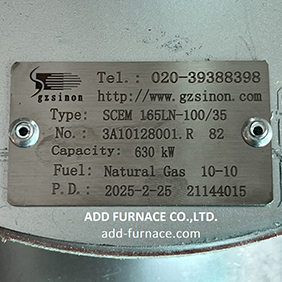 gzsinon
Tel.: 020-39388398
http://www.gzsinon.com
Type: SCEM 165LN-100/35
No.: 3A10128001.R 82
Capacity: 630 kW
Fuel: Natural Gas 10-10
P.D.: 2025-2-25 21144015
ADD FURNACE CO.,LTD.
add-furnace.com